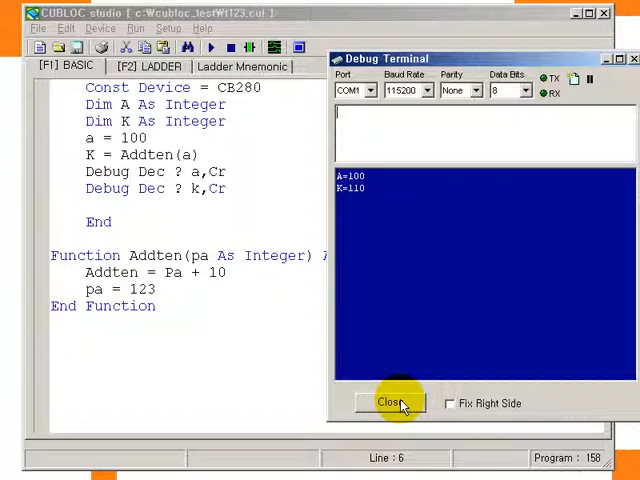 CUBLOC studio [ c:\cubloc_test\t123.cul ]
File Edit Device Run Setup Help
[F1] BASIC [F2] LADDER Ladder Mnemonic
Const Device = CB280
Dim A As Integer
Dim K As Integer
a = 100
K = Addten(a)
Debug Dec ? a,Cr
Debug Dec ? k,Cr
End
Function Addten(pa As Integer) A
Addten = Pa + 10
pa = 123
End Function
Line : 6 Program : 158
Debug Terminal
Port Baud Rate Parity Data Bits
COM1 115200 None 8
TX
RX
A=100
K=110
Close
Fix Right Side